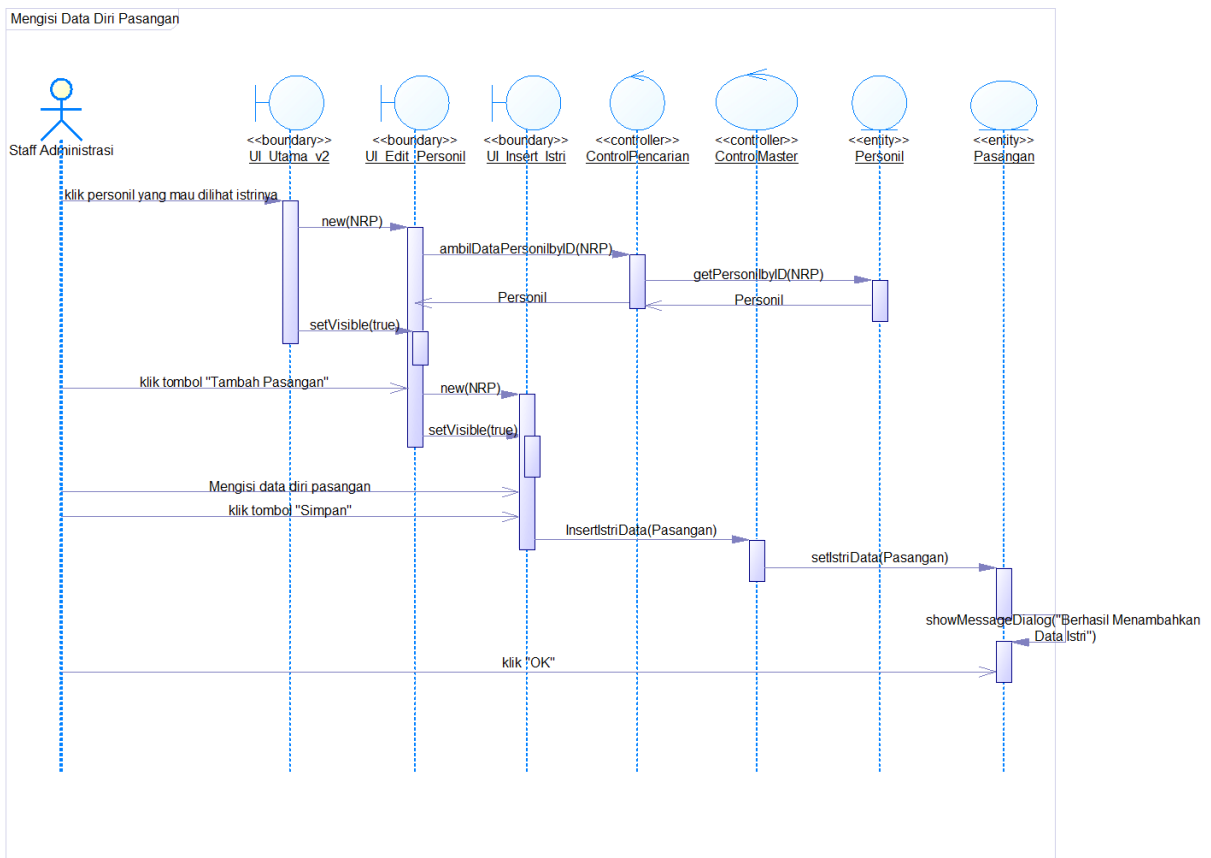 Mengisi Data Diri Pasangan
Staff Administrasi
<<boundary>>
UI_Utama_v2
<<boundary>>
UI_Edit_Personil
<<boundary>>
UI_Insert_Istri
<<controller>>
ControlPencarian
<<controller>>
ControlMaster
<<entity>>
Personil
<<entity>>
Pasangan
klik personil yang mau dilihat istrinya
new(NRP)
ambilDataPersonilbyID(NRP)
getPersonilbyID(NRP)
Personil
Personil
setVisible(true)
klik tombol "Tambah Pasangan"
new(NRP)
setVisible(true)
Mengisi data diri pasangan
klik tombol "Simpan"
InsertIstriData(Pasangan)
setIstriData(Pasangan)
showMessageDialog("Berhasil Menambahkan
Data Istri")
klik "OK"